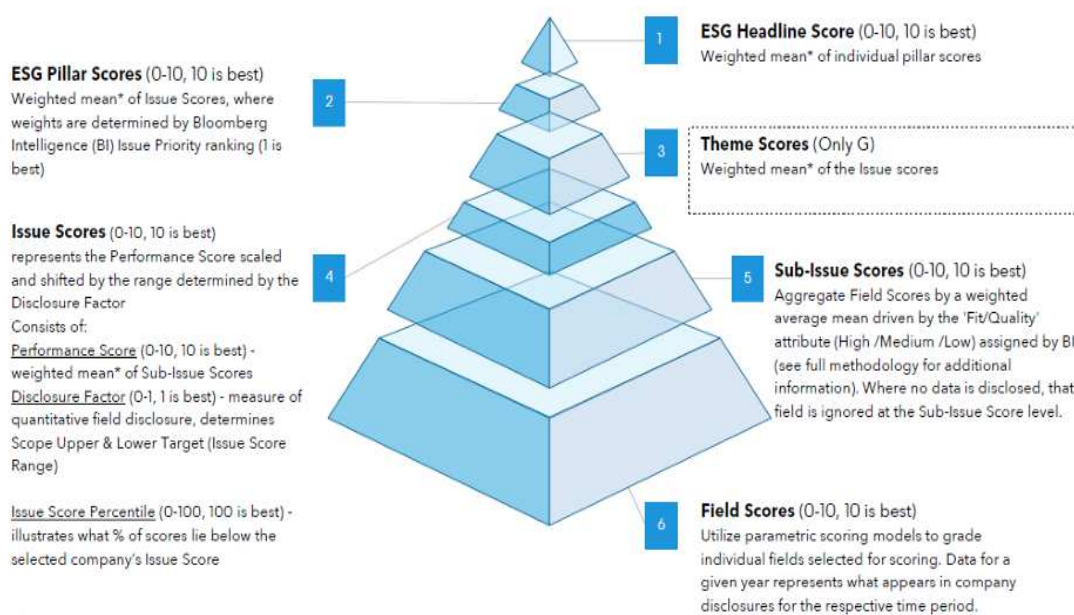 1
ESG Headline Score (0-10, 10 is best)
Weighted mean* of individual pillar scores
ESG Pillar Scores (0-10, 10 is best)
Weighted mean* of Issue Scores, where
weights are determined by Bloomberg
Intelligence (BI) Issue Priority ranking (1 is
best)
2
3
Theme Scores (Only G)
Weighted mean* of the Issue scores
Issue Scores (0-10, 10 is best)
represents the Performance Score scaled
and shifted by the range determined by the
Disclosure Factor
Consists of:
Performance Score (0-10, 10 is best) -
weighted mean* of Sub-Issue Scores
Disclosure Factor (0-1, 1 is best) - measure of
quantitative field disclosure, determines
Scope Upper & Lower Target (Issue Score
Range)
Issue Score Percentile (0-100, 100 is best) -
illustrates what % of scores lie below the
selected company's Issue Score
4
5
Sub-Issue Scores (0-10, 10 is best)
Aggregate Field Scores by a weighted
average mean driven by the 'Fit/Quality'
attribute (High /Medium /Low) assigned by BI
(see full methodology for additional
information). Where no data is disclosed, that
field is ignored at the Sub-Issue Score level.
6
Field Scores (0-10, 10 is best)
Utilize parametric scoring models to grade
individual fields selected for scoring. Data for a
given year represents what appears in company
disclosures for the respective time period.